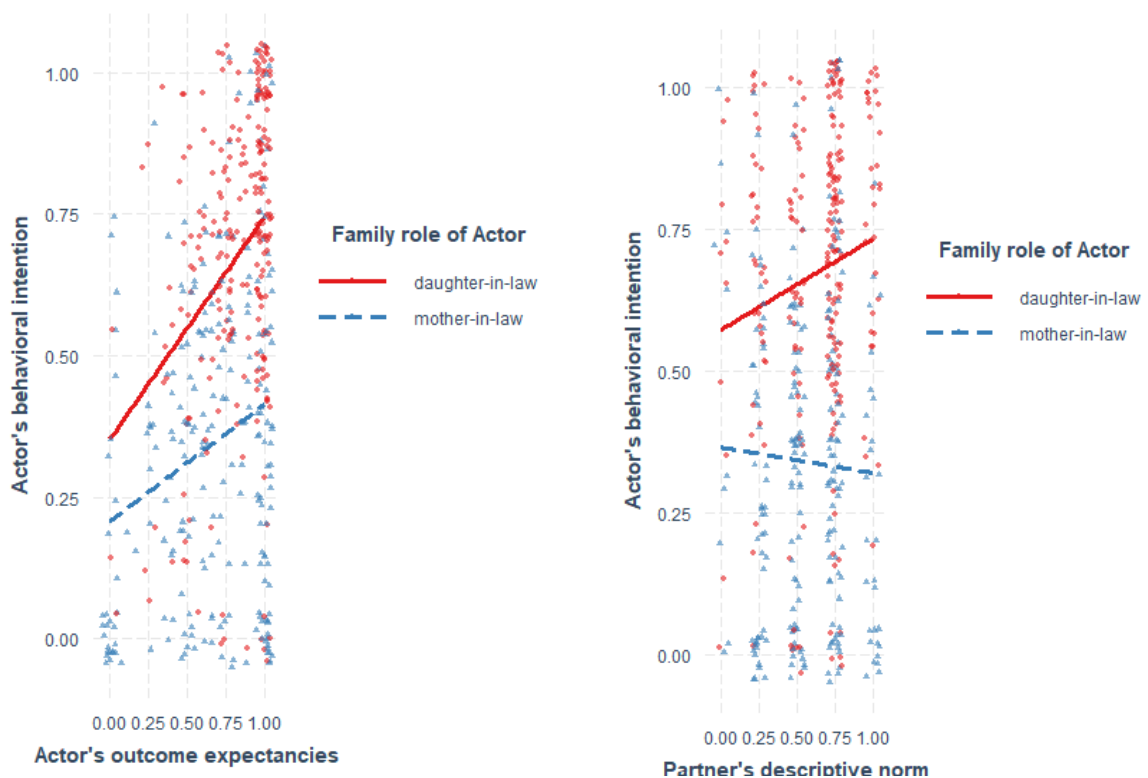 1.00
0.75
0.50
0.25
0.00
Actor's behavioral intention
0.00 0.25 0.50 0.75 1.00
Actor's outcome expectancies
Family role of Actor
daughter-in-law
mother-in-law
1.00
0.75
0.50
0.25
0.00
Actor's behavioral intention
0.00 0.25 0.50 0.75 1.00
Partner's descriptive norm
Family role of Actor
daughter-in-law
mother-in-law